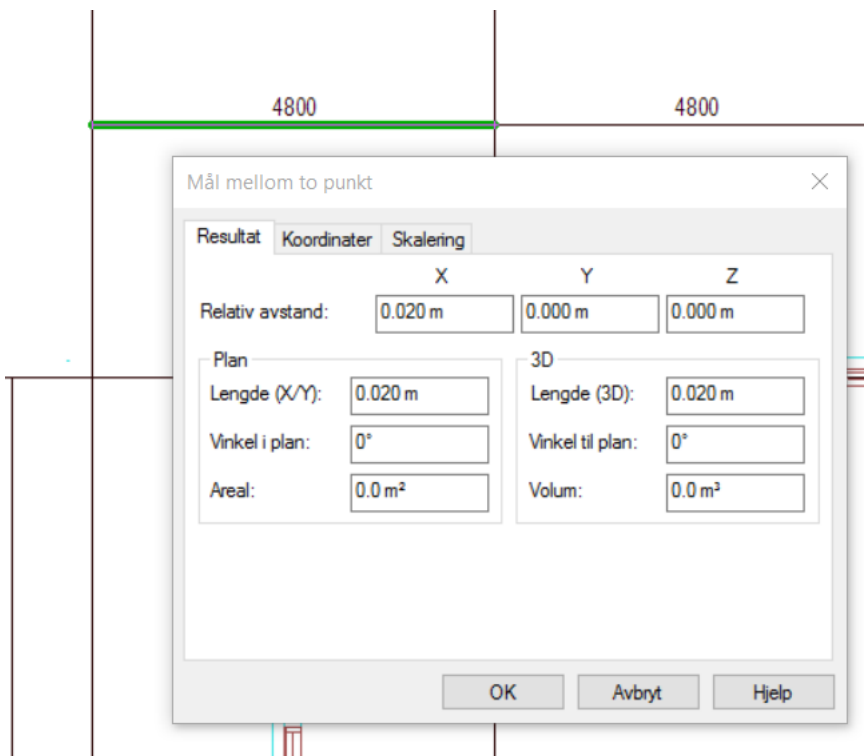 4800 4800
Mål mellom to punkt
Resultat Koordinater Skalering
X Y Z
Relativ avstand: 0.020 m 0.000 m 0.000 m
Plan 3D
Lengde (X/Y): 0.020 m Lengde (3D): 0.020 m
Vinkel i plan: 0° Vinkel til plan: 0°
Areal: 0.0 m² Volum: 0.0 m³
OK Avbryt Hjelp